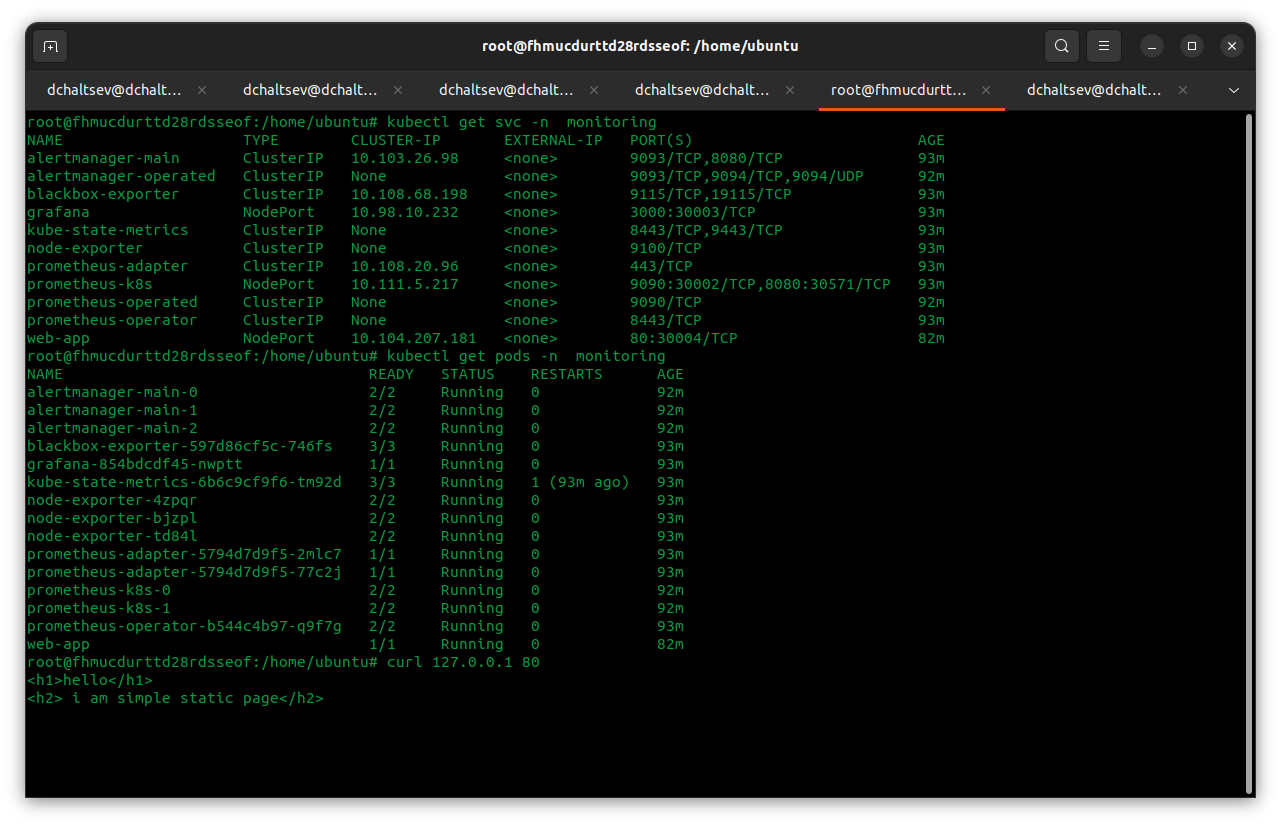 root@fhmucdurttd28rdsseof: /home/ubuntu
dchaltsev@dchalt... dchaltsev@dchalt... dchaltsev@dchalt... dchaltsev@dchalt... root@fhmucdurtt... dchaltsev@dchalt...
root@fhmucdurttd28rdsseof:/home/ubuntu# kubectl get svc -n  monitoring
NAME                    TYPE        CLUSTER-IP       EXTERNAL-IP   PORT(S)                         AGE
alertmanager-main       ClusterIP   10.103.26.98     <none>        9093/TCP,8080/TCP               93m
alertmanager-operated   ClusterIP   None             <none>        9093/TCP,9094/TCP,9094/UDP      92m
blackbox-exporter       ClusterIP   10.108.68.198    <none>        9115/TCP,19115/TCP              93m
grafana                 NodePort    10.98.10.232     <none>        3000:30003/TCP                  93m
kube-state-metrics      ClusterIP   None             <none>        8443/TCP,9443/TCP               93m
node-exporter           ClusterIP   None             <none>        9100/TCP                        93m
prometheus-adapter      ClusterIP   10.108.20.96     <none>        443/TCP                         93m
prometheus-k8s          NodePort    10.111.5.217     <none>        9090:30002/TCP,8080:30571/TCP   93m
prometheus-operated     ClusterIP   None             <none>        9090/TCP                        92m
prometheus-operator     ClusterIP   None             <none>        8443/TCP                        93m
web-app                 NodePort    10.104.207.181   <none>        80:30004/TCP                    82m
root@fhmucdurttd28rdsseof:/home/ubuntu# kubectl get pods -n  monitoring
NAME                                  READY   STATUS    RESTARTS      AGE
alertmanager-main-0                   2/2     Running   0             92m
alertmanager-main-1                   2/2     Running   0             92m
alertmanager-main-2                   2/2     Running   0             92m
blackbox-exporter-597d86cf5c-746fs    3/3     Running   0             93m
grafana-854bdcdf45-nwptt              1/1     Running   0             93m
kube-state-metrics-6b6c9cf9f6-tm92d   3/3     Running   1 (93m ago)   93m
node-exporter-4zpqr                   2/2     Running   0             93m
node-exporter-bjzpl                   2/2     Running   0             93m
node-exporter-td84l                   2/2     Running   0             93m
prometheus-adapter-5794d7d9f5-2mlc7   1/1     Running   0             93m
prometheus-adapter-5794d7d9f5-77c2j   1/1     Running   0             93m
prometheus-k8s-0                      2/2     Running   0             92m
prometheus-k8s-1                      2/2     Running   0             92m
prometheus-operator-b544c4b97-q9f7g   2/2     Running   0             93m
web-app                               1/1     Running   0             82m
root@fhmucdurttd28rdsseof:/home/ubuntu# curl 127.0.0.1 80
<h1>hello</h1>
<h2> i am simple static page</h2>